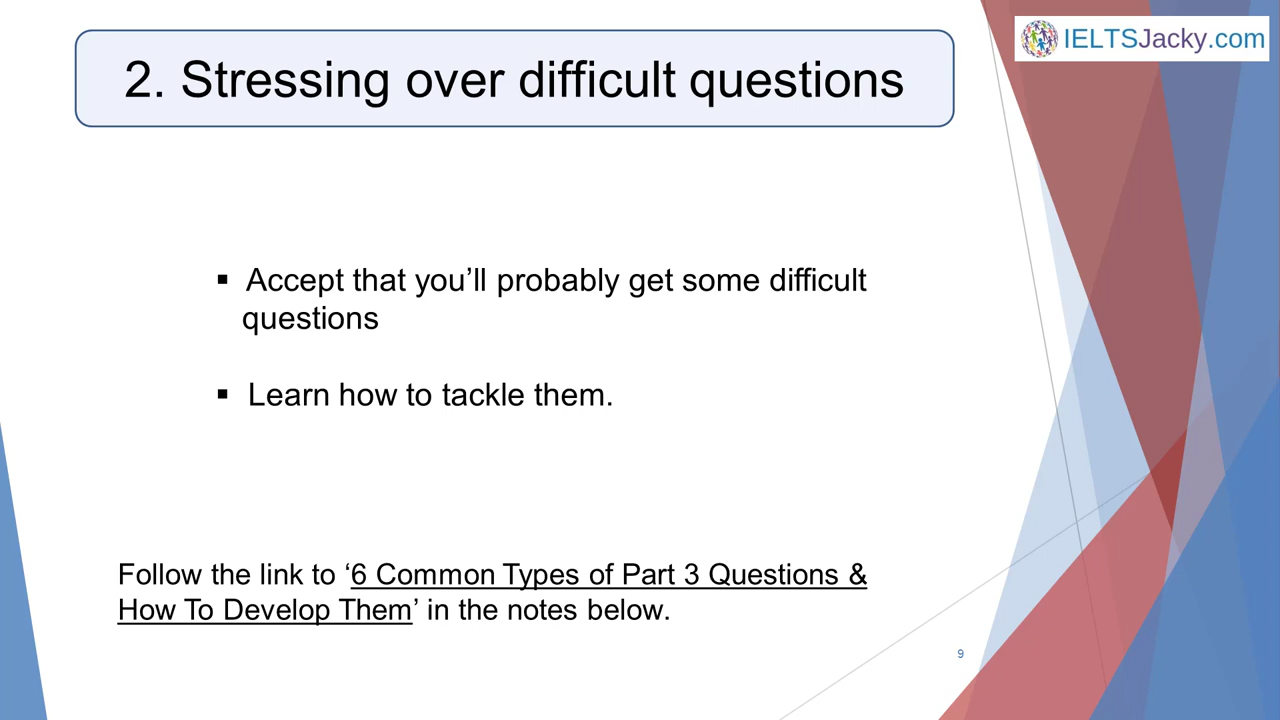 IELTSJacky.com
2. Stressing over difficult questions
▪ Accept that you’ll probably get some difficult
questions
▪ Learn how to tackle them.
Follow the link to ‘6 Common Types of Part 3 Questions &
How To Develop Them’ in the notes below.
9